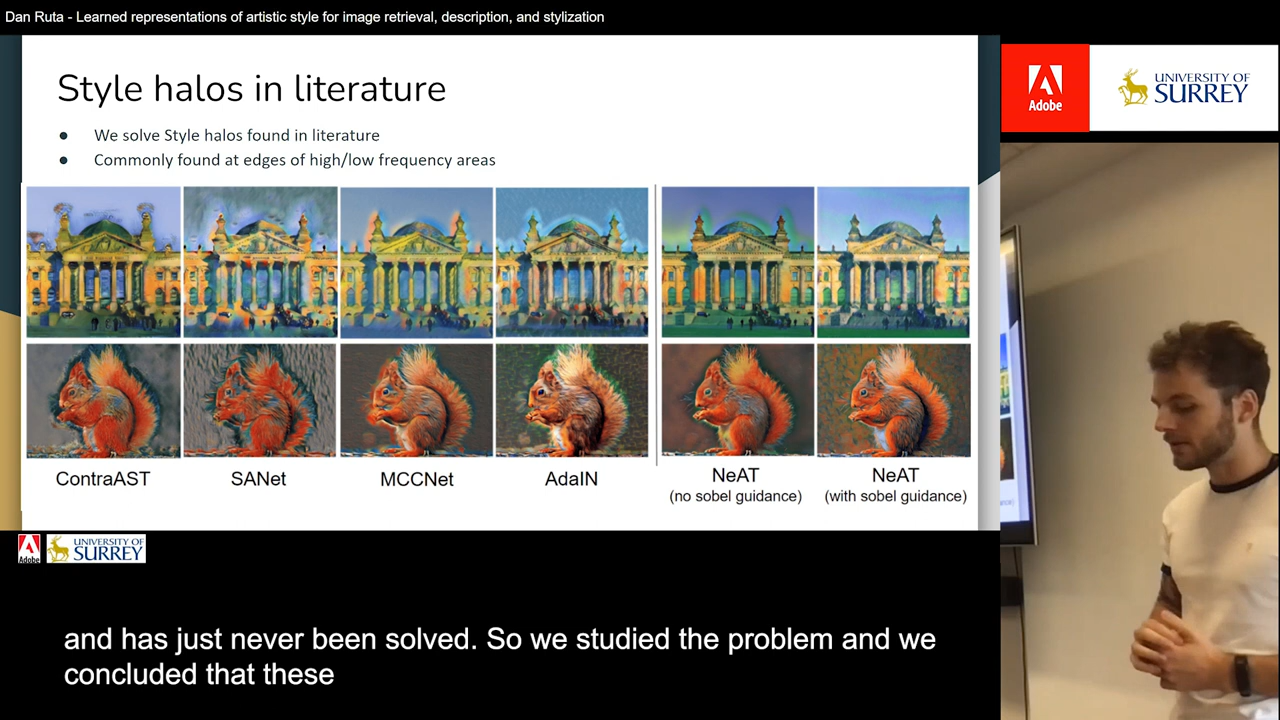 Dan Ruta - Learned representations of artistic style for image retrieval, description, and stylization
Style halos in literature
● We solve Style halos found in literature
● Commonly found at edges of high/low frequency areas
ContraAST
SANet
MCCNet
AdaIN
NeAT
(no sobel guidance)
NeAT
(with sobel guidance)
Adobe
UNIVERSITY OF
SURREY
Adobe
UNIVERSITY OF
SURREY
and has just never been solved. So we studied the problem and we
concluded that these